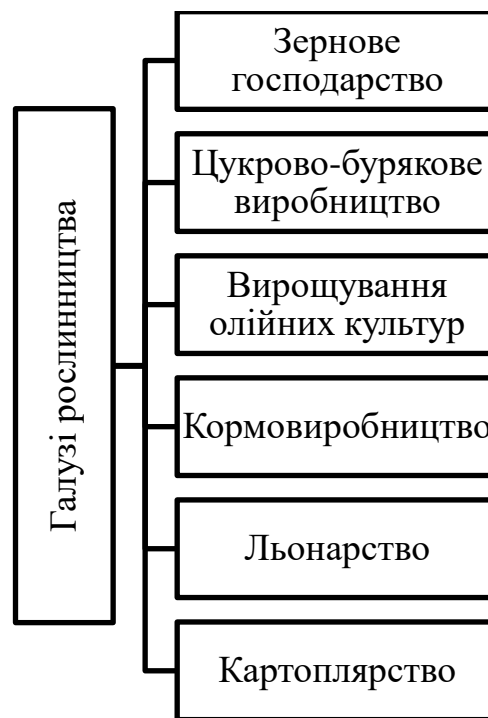 Галузі рослинництва
Зернове
господарство
Цукрово-бурякове
виробництво
Вирощування
олійних культур
Кормовиробництво
Льонарство
Картоплярство